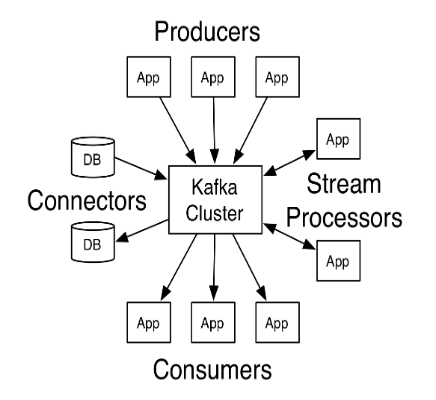 Producers
App
App
App
DB
App
Connectors
Kafka
Cluster
Stream
Processors
DB
App
App
App
App
Consumers